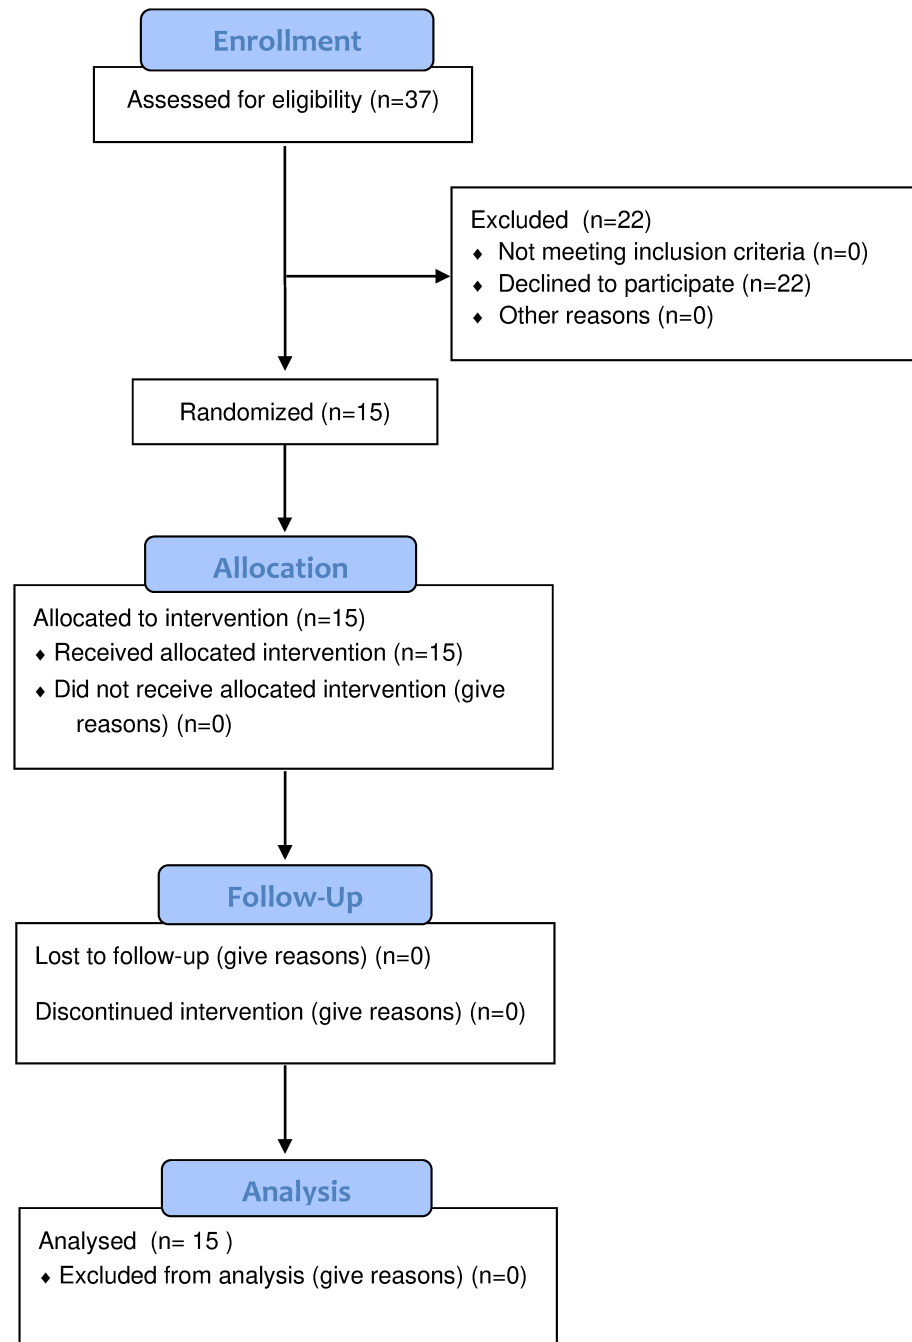 Enrollment
Assessed for eligibility (n=37)
Excluded (n=22)
♦ Not meeting inclusion criteria (n=0)
♦ Declined to participate (n=22)
♦ Other reasons (n=0)
Randomized (n=15)
Allocation
Allocated to intervention (n=15)
♦ Received allocated intervention (n=15)
♦ Did not receive allocated intervention (give
reasons) (n=0)
Follow-Up
Lost to follow-up (give reasons) (n=0)
Discontinued intervention (give reasons) (n=0)
Analysis
Analysed (n= 15 )
♦ Excluded from analysis (give reasons) (n=0)